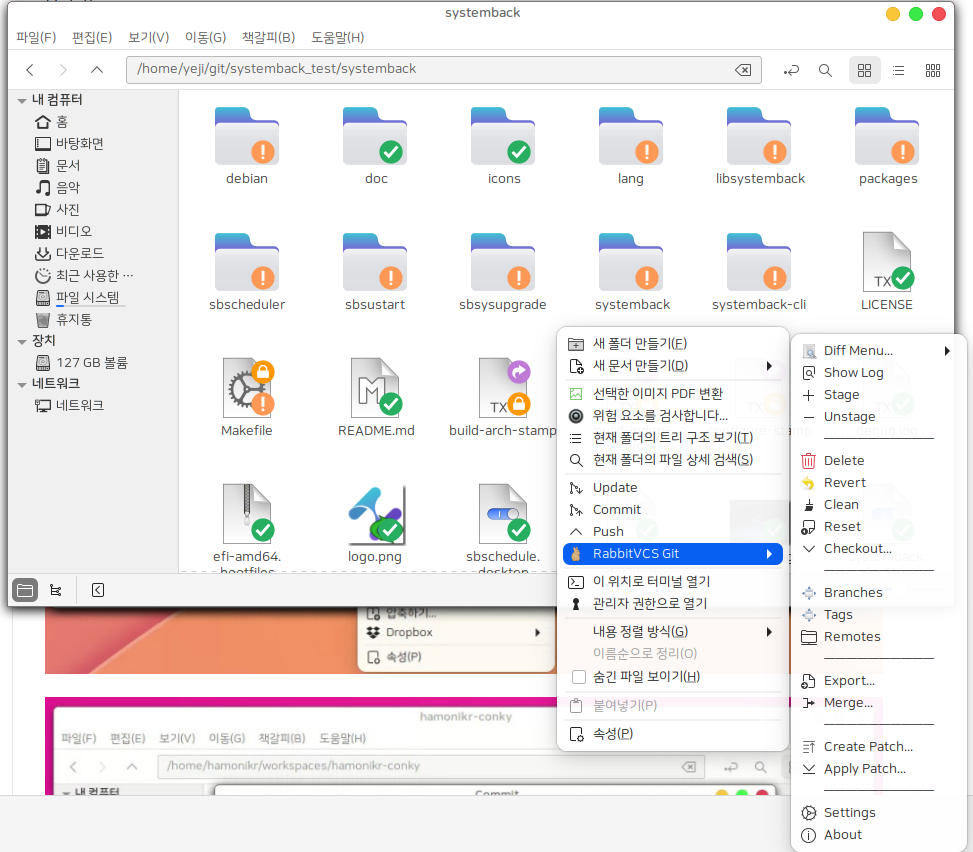 systemback
파일(F) 편집(E) 보기(V) 이동(G) 책갈피(B) 도움말(H)
/home/yeji/git/systemback_test/systemback
내 컴퓨터
홈
바탕화면
문서
음악
사진
비디오
다운로드
최근 사용한 …
파일 시스템
휴지통
장치
127 GB 볼륨
네트워크
네트워크
debian doc icons lang libsystemback packages
sbscheduler sbsustart sbsysupgrade systemback systemback-cli LICENSE
Makefile README.md build-arch-stamp
efi-amd64.bootfiles logo.png sbschedule.desktop
새 폴더 만들기(F)
새 문서 만들기(D)
선택한 이미지 PDF 변환
위험 요소를 검사합니다...
현재 폴더의 트리 구조 보기(T)
현재 폴더의 파일 상세 검색(S)
Update
Commit
Push
RabbitVCS Git
이 위치로 터미널 열기
관리자 권한으로 열기
내용 정렬 방식(G)
이름순으로 정리(O)
숨긴 파일 보이기(H)
붙여넣기(P)
속성(P)
Diff Menu...
Show Log
Stage
Unstage
Delete
Revert
Clean
Reset
Checkout...
Branches
Tags
Remotes
Export...
Merge...
Create Patch...
Apply Patch...
Settings
About
압축하기...
Dropbox
속성(P)
hamonikr-conky
파일(F) 편집(E) 보기(V) 이동(G) 책갈피(B) 도움말(H)
/home/hamonikr/workspaces/hamonikr-conky
내 컴퓨터
Commit